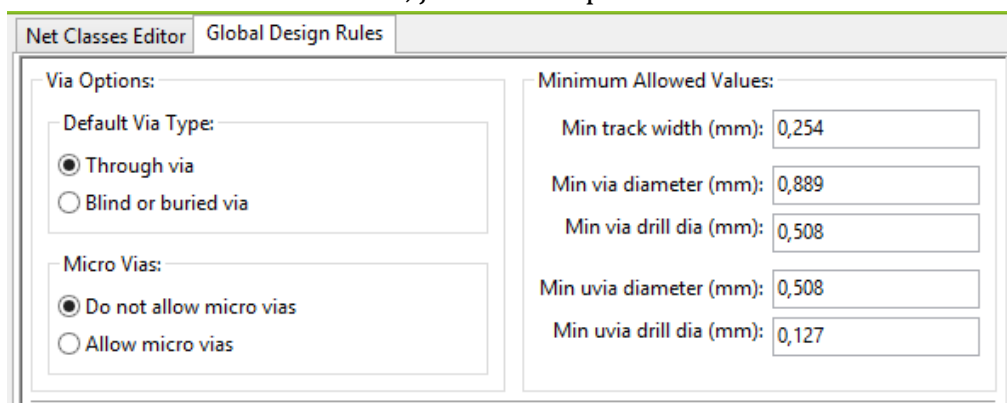 Net Classes Editor Global Design Rules
Via Options:
Default Via Type:
Through via
Blind or buried via
Micro Vias:
Do not allow micro vias
Allow micro vias
Minimum Allowed Values:
Min track width (mm): 0,254
Min via diameter (mm): 0,889
Min via drill dia (mm): 0,508
Min uvia diameter (mm): 0,508
Min uvia drill dia (mm): 0,127